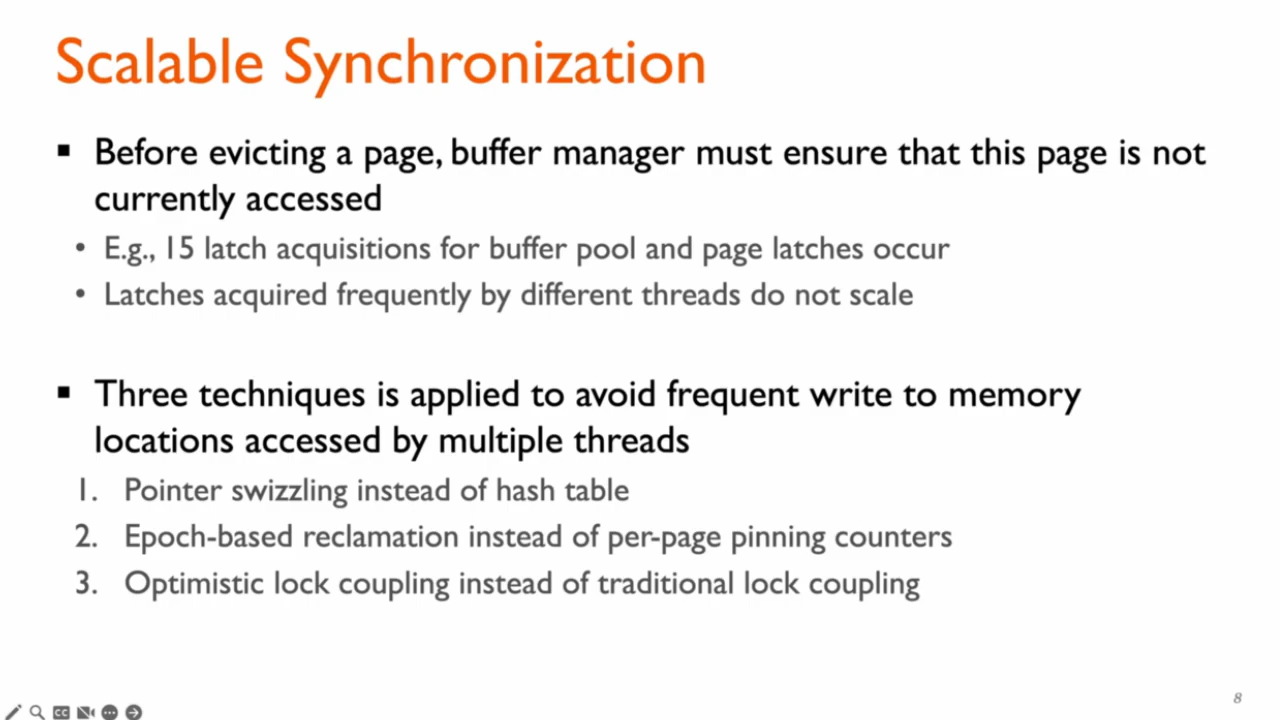 Scalable Synchronization
▪ Before evicting a page, buffer manager must ensure that this page is not
currently accessed
• E.g., 15 latch acquisitions for buffer pool and page latches occur
• Latches acquired frequently by different threads do not scale
▪ Three techniques is applied to avoid frequent write to memory
locations accessed by multiple threads
1. Pointer swizzling instead of hash table
2. Epoch-based reclamation instead of per-page pinning counters
3. Optimistic lock coupling instead of traditional lock coupling
CC
8